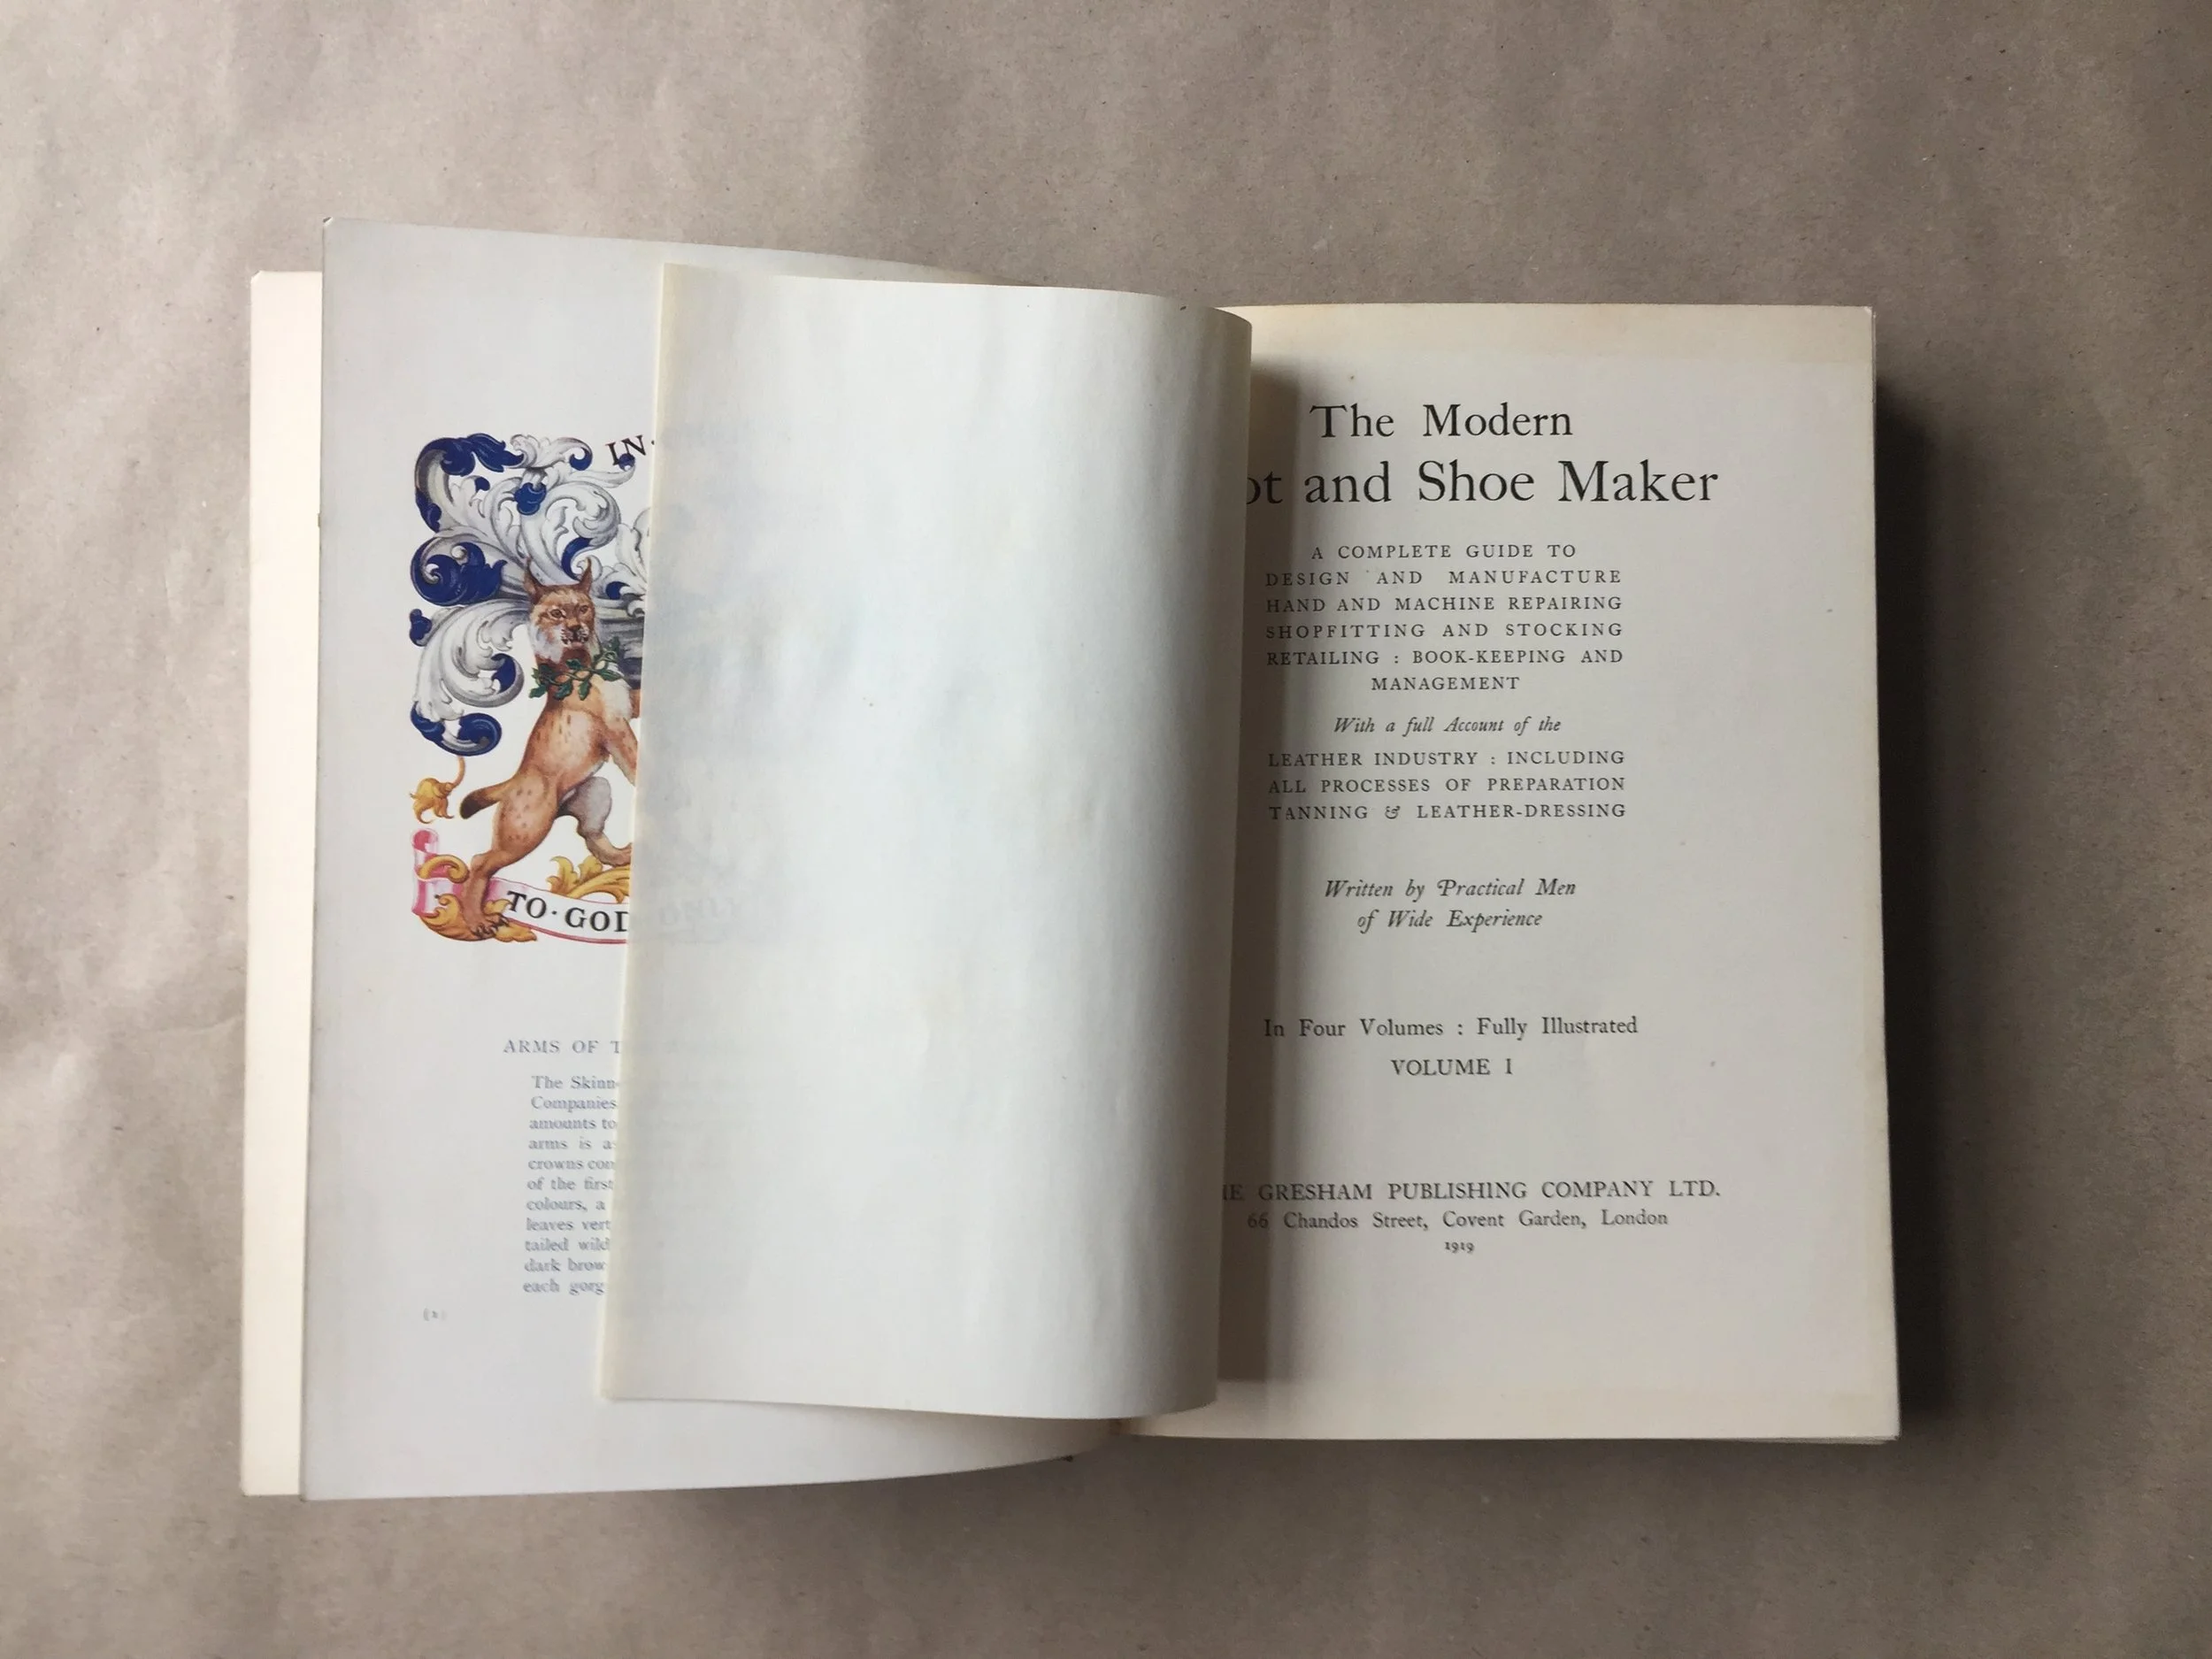 IN·
TO·GOD
ARMS OF T
The Skinn
Companies
amounts to
arms is a
crowns con
of the first
colours, a
leaves vert
tailed wild
dark brow
each gorg
The Modern
ot and Shoe Maker
A COMPLETE GUIDE TO
DESIGN AND MANUFACTURE
HAND AND MACHINE REPAIRING
SHOPFITTING AND STOCKING
RETAILING : BOOK-KEEPING AND
MANAGEMENT
With a full Account of the
LEATHER INDUSTRY : INCLUDING
ALL PROCESSES OF PREPARATION
TANNING & LEATHER-DRESSING
Written by Practical Men
of Wide Experience
In Four Volumes : Fully Illustrated
VOLUME I
HE GRESHAM PUBLISHING COMPANY LTD.
66 Chandos Street, Covent Garden, London
1919